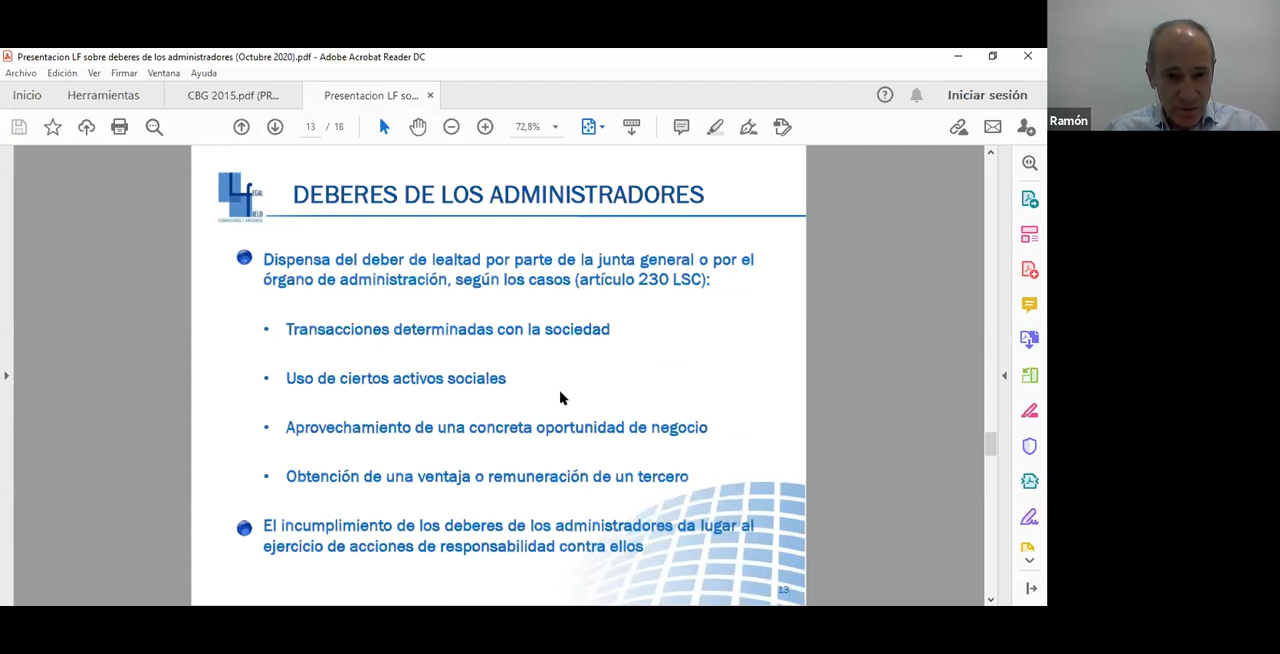 Presentacion LF sobre deberes de los administradores (Octubre 2020).pdf - Adobe Acrobat Reader DC
Archivo Edición Ver Firmar Ventana Ayuda
Inicio Herramientas CBG 2015.pdf (PR... Presentacion LF so... ×
Iniciar sesión
13 / 18 72,8%
Ramón
LF EGAL IELD
DEBERES DE LOS ADMINISTRADORES
Dispensa del deber de lealtad por parte de la junta general o por el
órgano de administración, según los casos (artículo 230 LSC):
• Transacciones determinadas con la sociedad
• Uso de ciertos activos sociales
• Aprovechamiento de una concreta oportunidad de negocio
• Obtención de una ventaja o remuneración de un tercero
El incumplimiento de los deberes de los administradores da lugar al
ejercicio de acciones de responsabilidad contra ellos
13